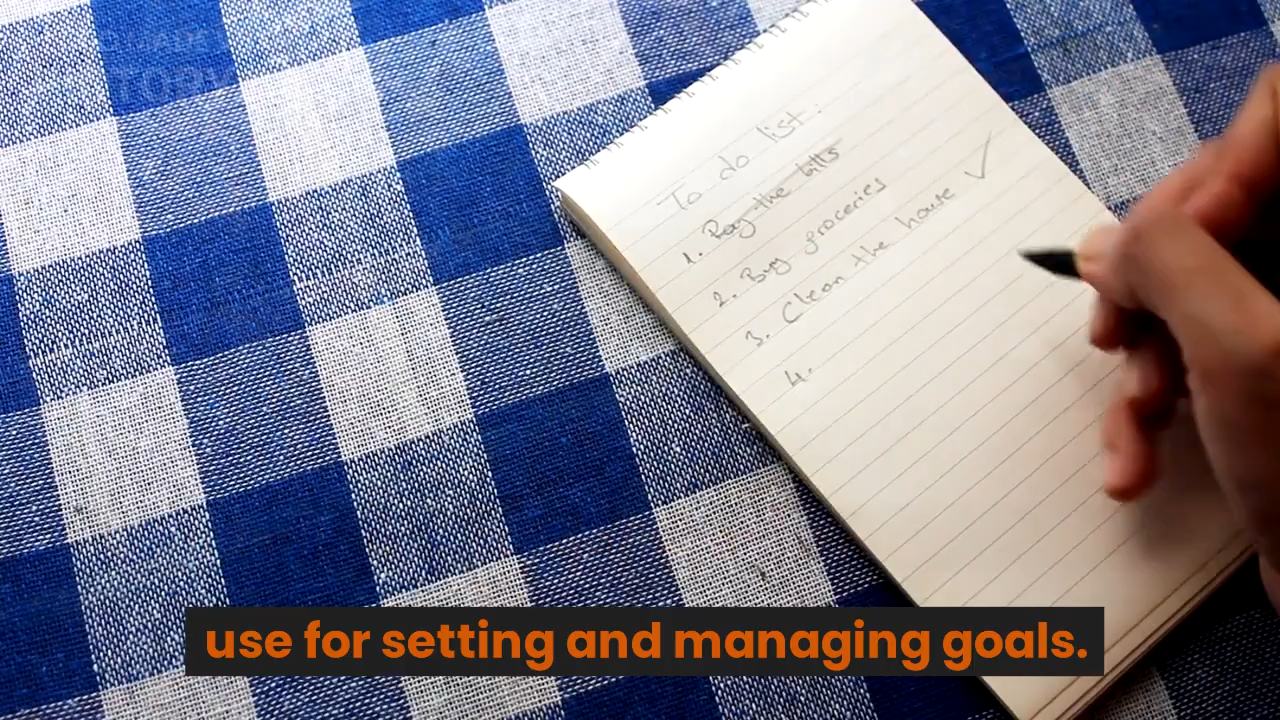 To do list:
1. Pay the bills
2. Buy groceries
3. Clean the house ✓
4.
use for setting and managing goals.